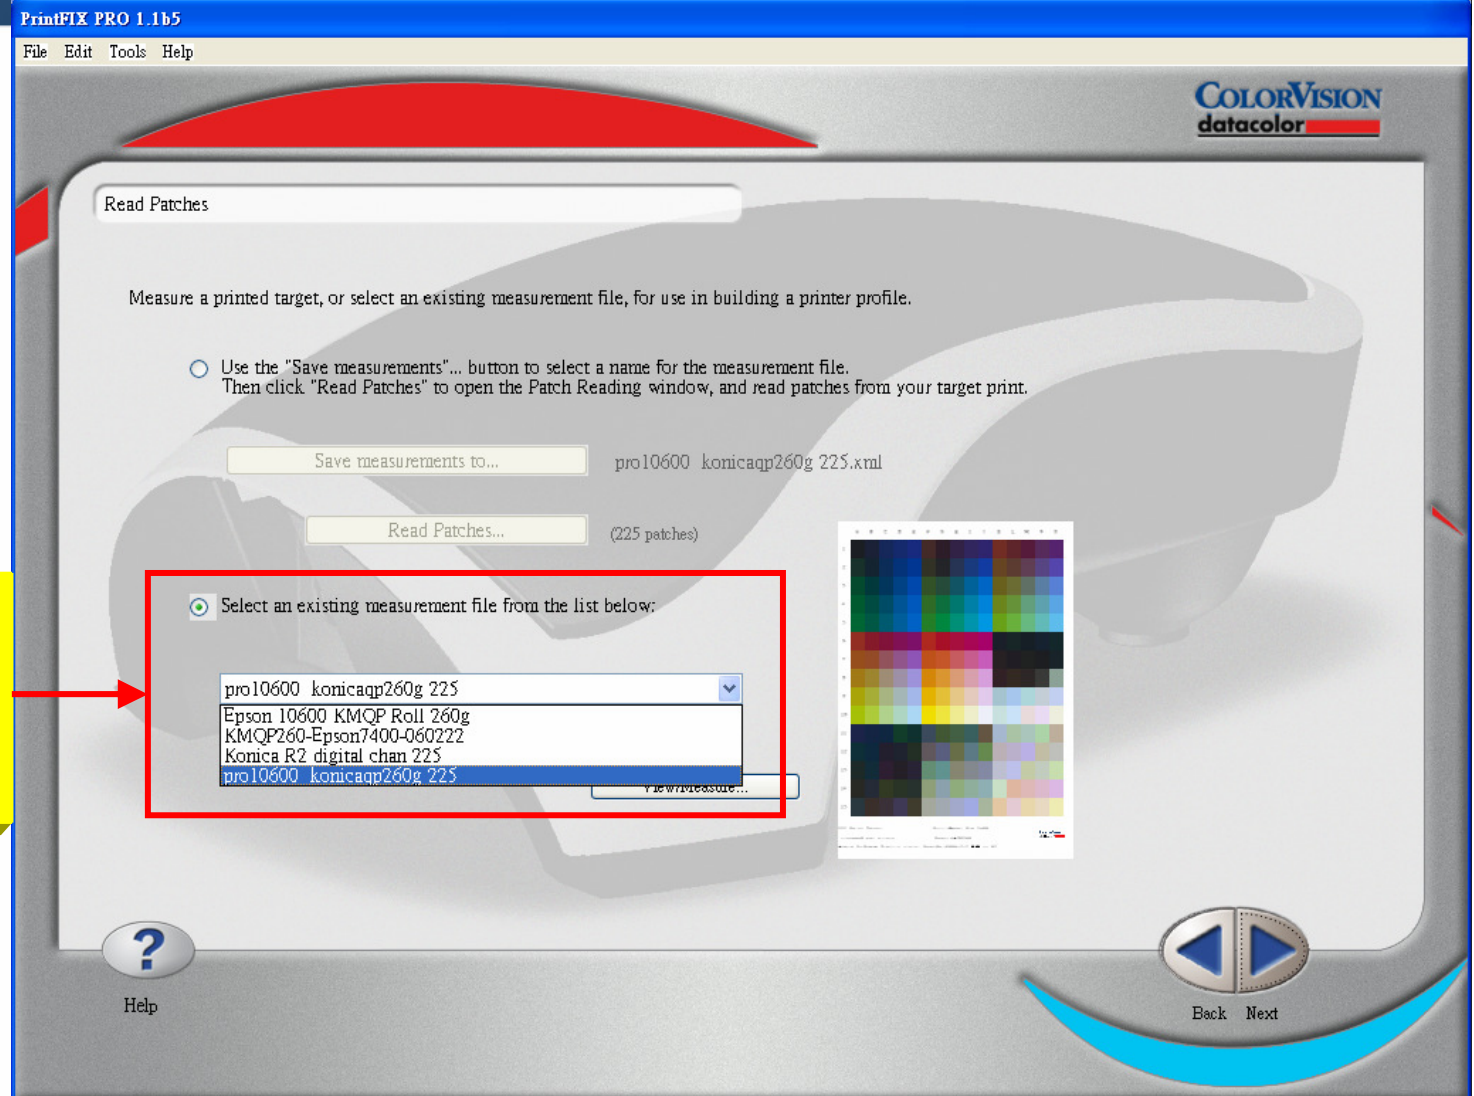 PrintFIX PRO 1.1b5
File Edit Tools Help
COLORVISION
datacolor
Read Patches
Measure a printed target, or select an existing measurement file, for use in building a printer profile.
Use the "Save measurements"... button to select a name for the measurement file.
Then click "Read Patches" to open the Patch Reading window, and read patches from your target print.
Save measurements to... pro10600 konicaqp260g 225.xml
Read Patches... (225 patches)
Select an existing measurement file from the list below:
pro10600 konicaqp260g 225
Epson 10600 KMQP Roll 260g
KMQP260-Epson7400-060222
Konica R2 digital chan 225
pro10600 konicaqp260g 225
View/Measure...
Help
Back Next